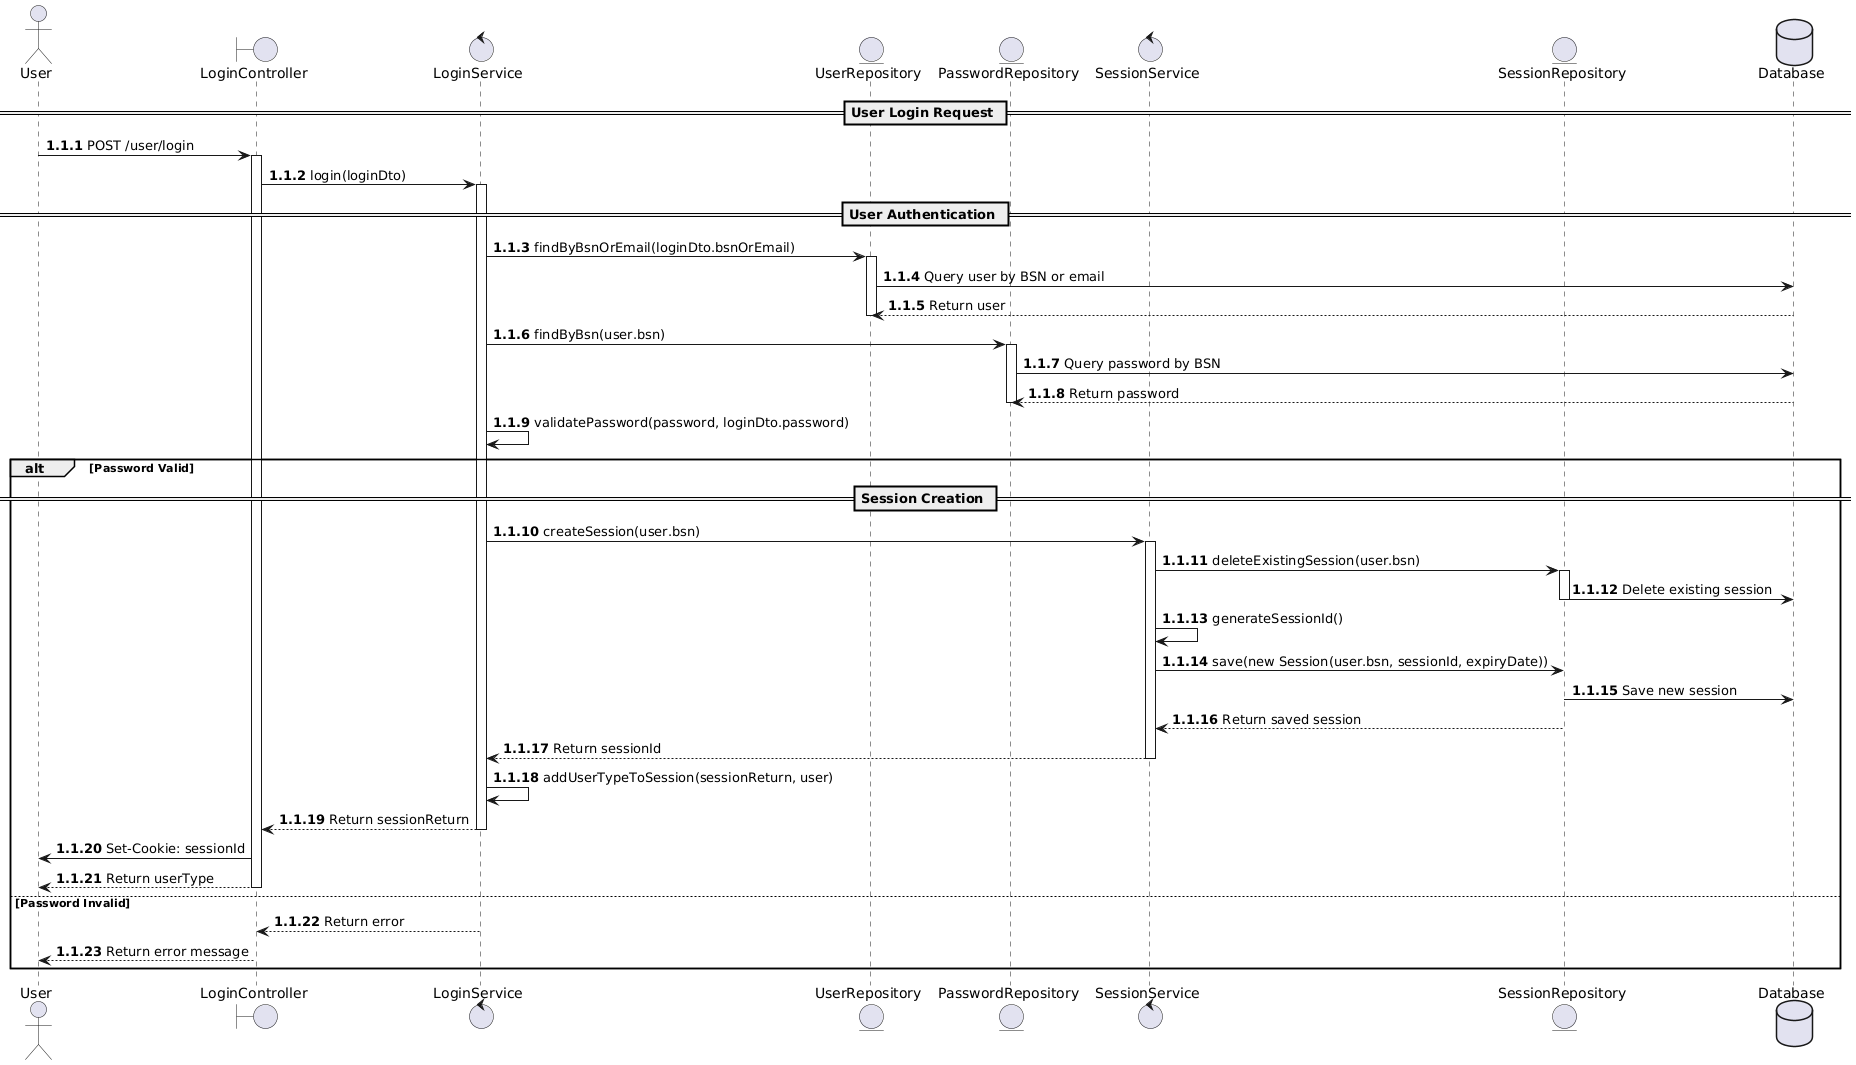 User
LoginController
LoginService
UserRepository
PasswordRepository
SessionService
SessionRepository
Database
User Login Request
1.1.1 POST /user/login
1.1.2 login(loginDto)
User Authentication
1.1.3 findByBsnOrEmail(loginDto.bsnOrEmail)
1.1.4 Query user by BSN or email
1.1.5 Return user
1.1.6 findByBsn(user.bsn)
1.1.7 Query password by BSN
1.1.8 Return password
1.1.9 validatePassword(password, loginDto.password)
alt [Password Valid]
Session Creation
1.1.10 createSession(user.bsn)
1.1.11 deleteExistingSession(user.bsn)
1.1.12 Delete existing session
1.1.13 generateSessionId()
1.1.14 save(new Session(user.bsn, sessionId, expiryDate))
1.1.15 Save new session
1.1.16 Return saved session
1.1.17 Return sessionId
1.1.18 addUserTypeToSession(sessionReturn, user)
1.1.19 Return sessionReturn
1.1.20 Set-Cookie: sessionId
1.1.21 Return userType
[Password Invalid]
1.1.22 Return error
1.1.23 Return error message
User
LoginController
LoginService
UserRepository
PasswordRepository
SessionService
SessionRepository
Database